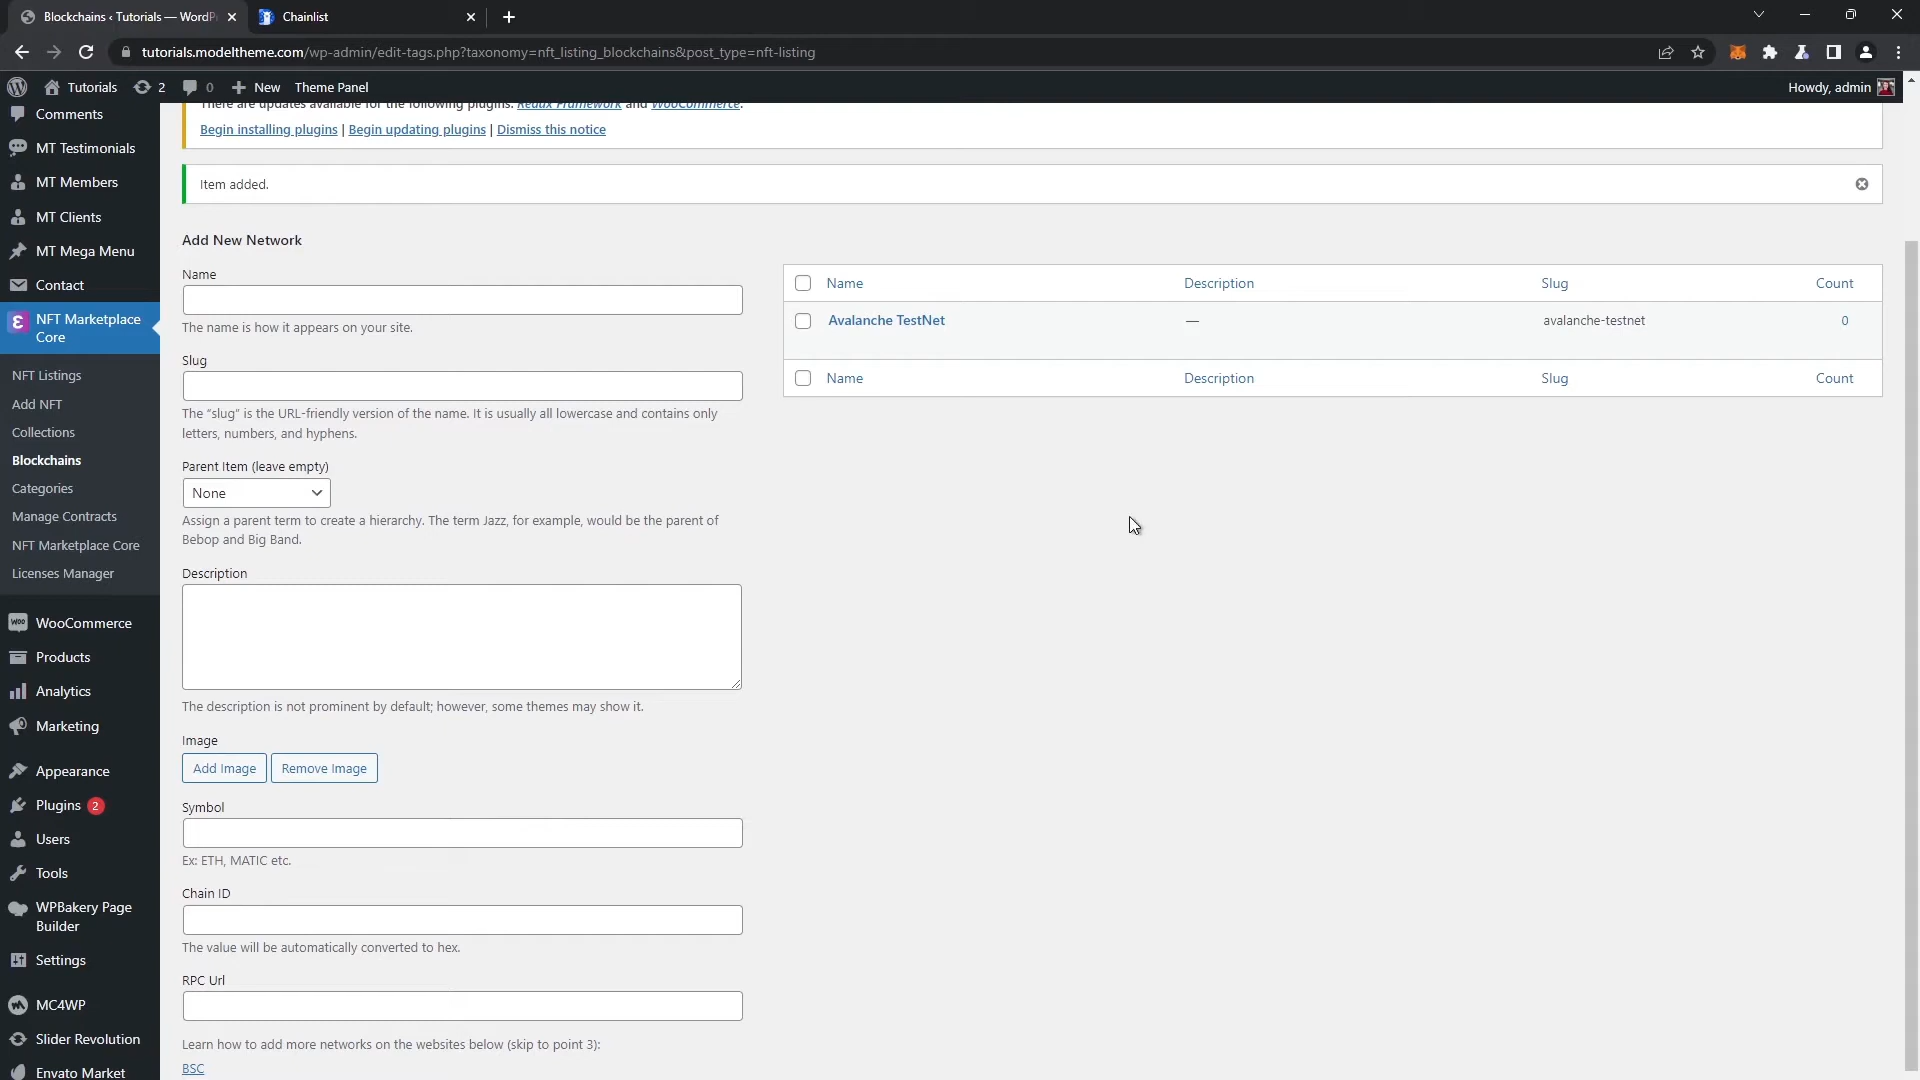 Blockchains ‹ Tutorials — WordPr
Chainlist
tutorials.modeltheme.com/wp-admin/edit-tags.php?taxonomy=nft_listing_blockchains&post_type=nft-listing
Tutorials
2
0
New
Theme Panel
Howdy, admin
Comments
MT Testimonials
MT Members
MT Clients
MT Mega Menu
Contact
NFT Marketplace
Core
NFT Listings
Add NFT
Collections
Blockchains
Categories
Manage Contracts
NFT Marketplace Core
Licenses Manager
WooCommerce
Products
Analytics
Marketing
Appearance
Plugins 2
Users
Tools
WPBakery Page
Builder
Settings
MC4WP
Slider Revolution
Envato Market
There are updates available for the following plugins: Redux Framework and WooCommerce.
Begin installing plugins | Begin updating plugins | Dismiss this notice
Item added.
Add New Network
Name
The name is how it appears on your site.
Slug
The “slug” is the URL-friendly version of the name. It is usually all lowercase and contains only
letters, numbers, and hyphens.
Parent Item (leave empty)
None
Assign a parent term to create a hierarchy. The term Jazz, for example, would be the parent of
Bebop and Big Band.
Description
The description is not prominent by default; however, some themes may show it.
Image
Add Image
Remove Image
Symbol
Ex: ETH, MATIC etc.
Chain ID
The value will be automatically converted to hex.
RPC Url
Learn how to add more networks on the websites below (skip to point 3):
BSC
Name Description Slug Count
Avalanche TestNet — avalanche-testnet 0
Name Description Slug Count